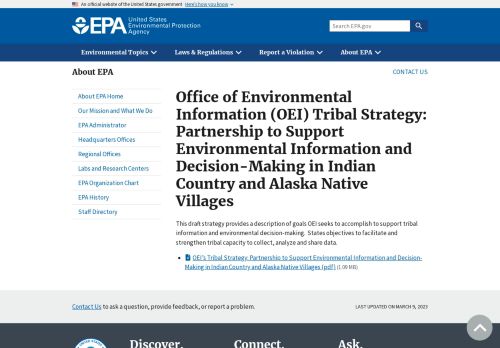 An official website of the United States government Here's how you know
EPA United States
Environmental Protection
Agency
Search EPA.gov
Environmental Topics Laws & Regulations Report a Violation About EPA
About EPA
CONTACT US
About EPA Home
Our Mission and What We Do
EPA Administrator
Headquarters Offices
Regional Offices
Labs and Research Centers
EPA Organization Chart
EPA History
Staff Directory
Office of Environmental
Information (OEI) Tribal Strategy:
Partnership to Support
Environmental Information and
Decision-Making in Indian
Country and Alaska Native
Villages
This draft strategy provides a description of goals OEI seeks to accomplish to support tribal
information and environmental decision-making. States objectives to facilitate and
strengthen tribal capacity to collect, analyze and share data.
OEI's Tribal Strategy: Partnership to Support Environmental Information and Decision-
Making in Indian Country and Alaska Native Villages (pdf) (1.09 MB)
Contact Us to ask a question, provide feedback, or report a problem.
LAST UPDATED ON MARCH 9, 2023
Discover.
Connect.
Ask.